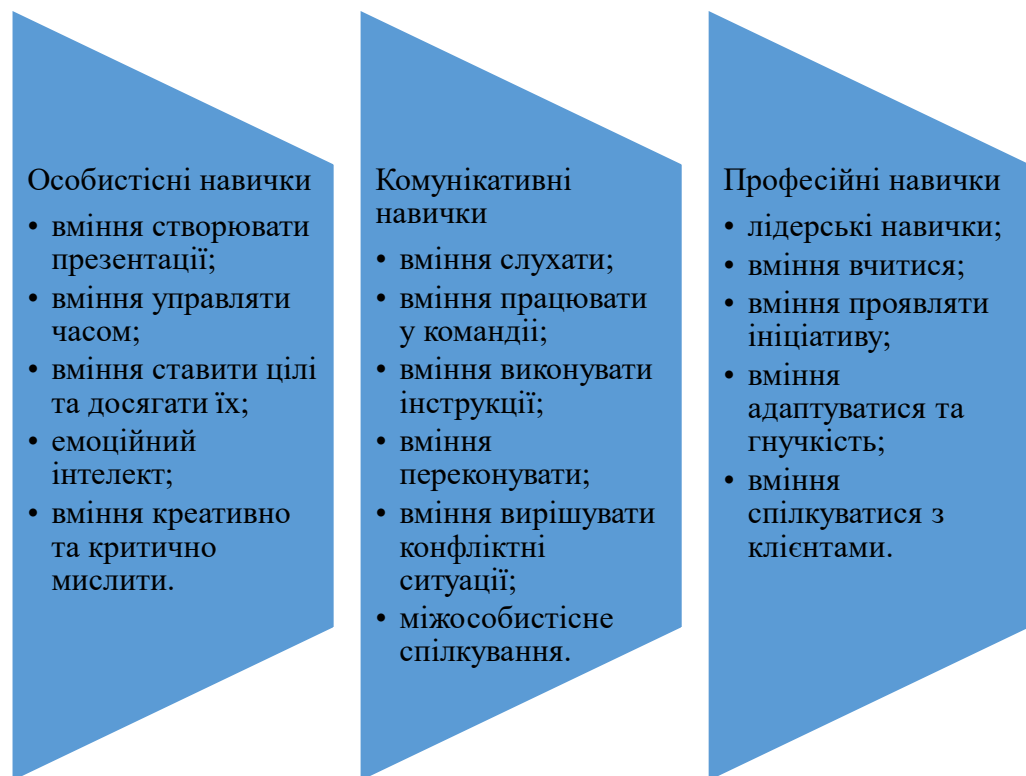 Особистісні навички
• вміння створювати
презентації;
• вміння управляти
часом;
• вміння ставити цілі
та досягати їх;
• емоційний
інтелект;
• вміння креативно
та критично
мислити.
Комунікативні
навички
• вміння слухати;
• вміння працювати
у командіі;
• вміння виконувати
інструкції;
• вміння
переконувати;
• вміння вирішувати
конфліктні
ситуації;
• міжособистісне
спілкування.
Професійні навички
• лідерські навички;
• вміння вчитися;
• вміння проявляти
ініціативу;
• вміння
адаптуватися та
гнучкість;
• вміння
спілкуватися з
клієнтами.